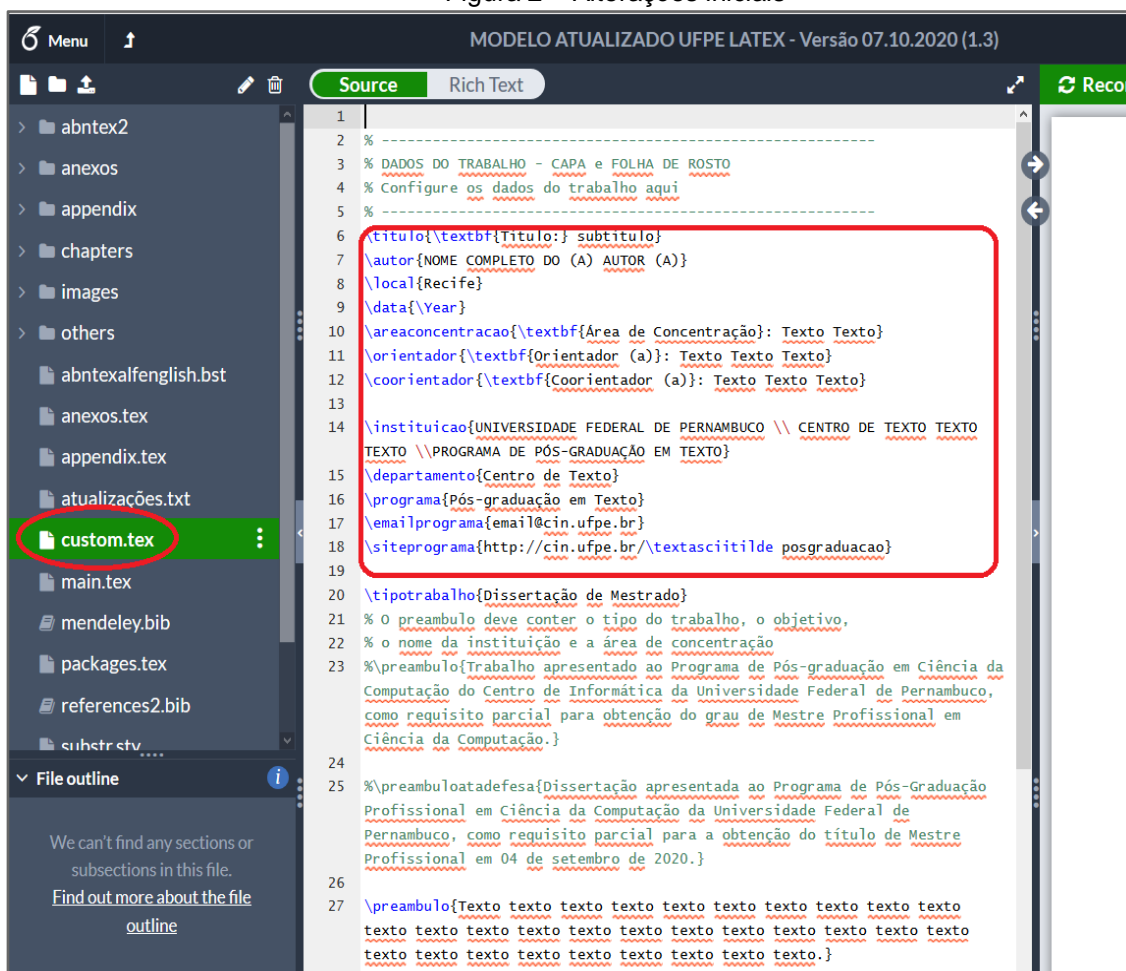 Figura 2 – Alterações iniciais
Menu
MODELO ATUALIZADO UFPE LATEX - Versão 07.10.2020 (1.3)
Source
Rich Text
abntex2
anexos
appendix
chapters
images
others
abntexalfenglish.bst
anexos.tex
appendix.tex
atualizações.txt
custom.tex
main.tex
mendeley.bib
packages.tex
references2.bib
substr.sty
File outline
We can't find any sections or
subsections in this file.
Find out more about the file
outline
1
2 % ----------------------------------------------------------
3 % DADOS DO TRABALHO - CAPA e FOLHA DE ROSTO
4 % Configure os dados do trabalho aqui
5 % ----------------------------------------------------------
6 \titulo{\textbf{Titulo:} subtitulo}
7 \autor{NOME COMPLETO DO (A) AUTOR (A)}
8 \local{Recife}
9 \data{\Year}
10 \areaconcentracao{\textbf{Área de Concentração}: Texto Texto}
11 \orientador{\textbf{Orientador (a)}: Texto Texto Texto}
12 \coorientador{\textbf{Coorientador (a)}: Texto Texto Texto}
13
14 \instituicao{UNIVERSIDADE FEDERAL DE PERNAMBUCO \\ CENTRO DE TEXTO TEXTO
TEXTO \\PROGRAMA DE PÓS-GRADUAÇÃO EM TEXTO}
15 \departamento{Centro de Texto}
16 \programa{Pós-graduação em Texto}
17 \emailprograma{email@cin.ufpe.br}
18 \siteprograma{http://cin.ufpe.br/\textasciitilde posgraduacao}
19
20 \tipotrabalho{Dissertação de Mestrado}
21 % O preambulo deve conter o tipo do trabalho, o objetivo,
22 % o nome da instituição e a área de concentração
23 %\preambulo{Trabalho apresentado ao Programa de Pós-graduação em Ciência da
Computação do Centro de Informática da Universidade Federal de Pernambuco,
como requisito parcial para obtenção do grau de Mestre Profissional em
Ciência da Computação.}
24
25 %\preambuloatadefesa{Dissertação apresentada ao Programa de Pós-Graduação
Profissional em Ciência da Computação da Universidade Federal de
Pernambuco, como requisito parcial para a obtenção do título de Mestre
Profissional em 04 de setembro de 2020.}
26
27 \preambulo{Texto texto texto texto texto texto texto texto texto texto
texto texto texto texto texto texto texto texto texto texto texto texto
texto texto texto texto texto texto texto texto texto.}